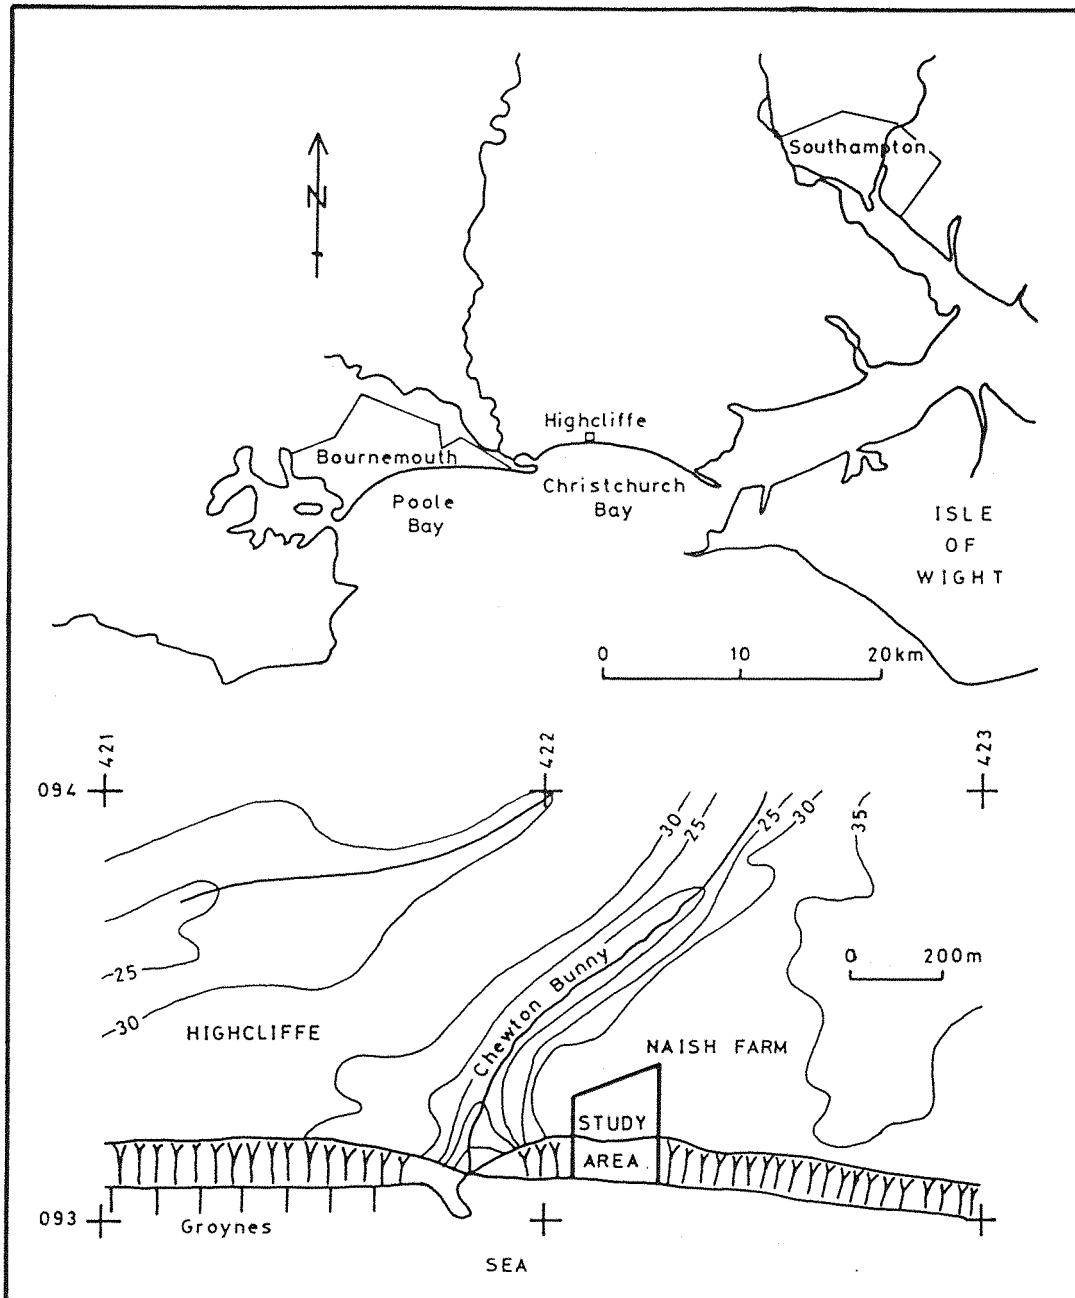 N
Southampton
Highcliffe
Bournemouth
Poole
Bay
Christchurch
Bay
ISLE
OF
WIGHT
0 10 20km
421 422 423
094
30 25 25 30 35
25
30
0 200m
Chewton Bunny
HIGHCLIFFE
NAISH FARM
STUDY
AREA
093
Groynes
SEA